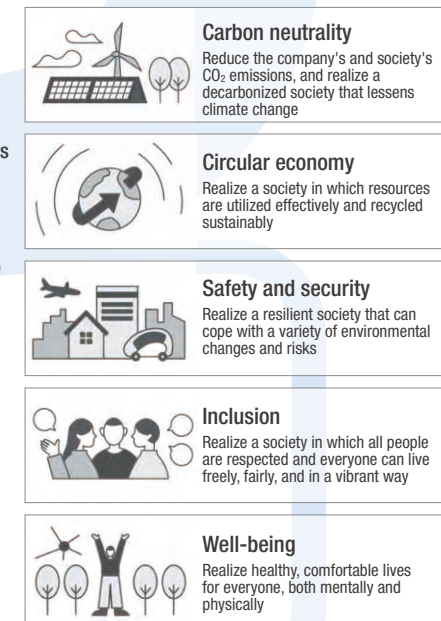 Carbon neutrality
Reduce the company's and society's
CO₂ emissions, and realize a
decarbonized society that lessens
climate change
s
Circular economy
Realize a society in which resources
are utilized effectively and recycled
sustainably
Safety and security
Realize a resilient society that can
cope with a variety of environmental
changes and risks
Inclusion
Realize a society in which all people
are respected and everyone can live
freely, fairly, and in a vibrant way
Well-being
Realize healthy, comfortable lives
for everyone, both mentally and
physically